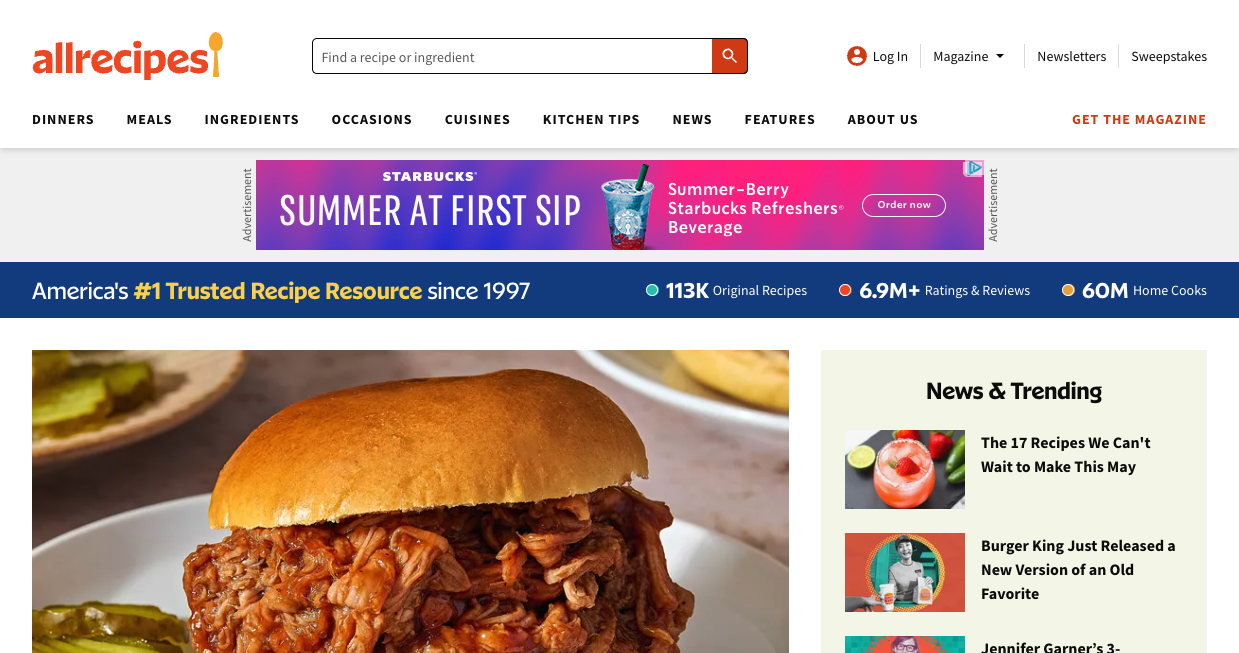 allrecipes
Find a recipe or ingredient
Log In
Magazine
Newsletters
Sweepstakes
DINNERS
MEALS
INGREDIENTS
OCCASIONS
CUISINES
KITCHEN TIPS
NEWS
FEATURES
ABOUT US
GET THE MAGAZINE
Advertisement
STARBUCKS®
SUMMER AT FIRST SIP
Summer-Berry
Starbucks Refreshers®
Beverage
Order now
Advertisement
America's #1 Trusted Recipe Resource since 1997
113K Original Recipes
6.9M+ Ratings & Reviews
60M Home Cooks
News & Trending
The 17 Recipes We Can't
Wait to Make This May
Burger King Just Released a
New Version of an Old
Favorite
Jennifer Garner’s 3-